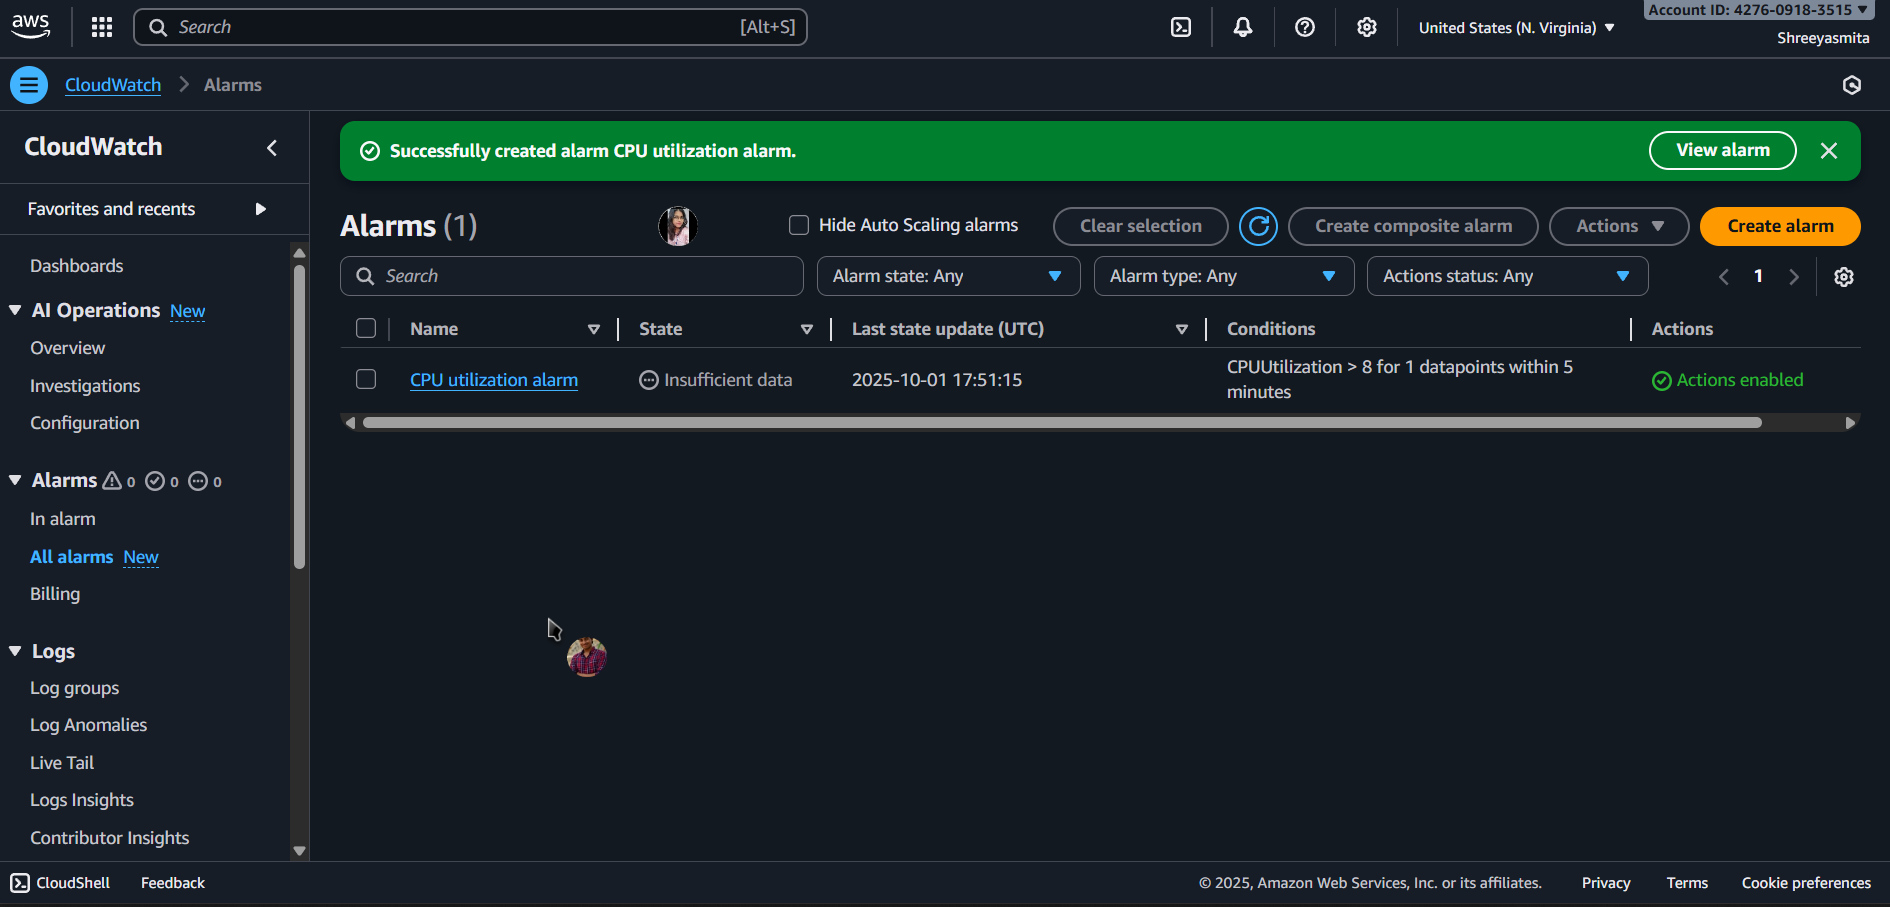 aws
Search [Alt+S]
United States (N. Virginia)
Account ID: 4276-0918-3515
Shreeyasmita
CloudWatch
Alarms
CloudWatch
Favorites and recents
Dashboards
AI Operations New
Overview
Investigations
Configuration
Alarms 0 0 0
In alarm
All alarms New
Billing
Logs
Log groups
Log Anomalies
Live Tail
Logs Insights
Contributor Insights
Successfully created alarm CPU utilization alarm.
View alarm
Alarms (1)
Hide Auto Scaling alarms
Clear selection
Create composite alarm
Actions
Create alarm
Search
Alarm state: Any
Alarm type: Any
Actions status: Any
1
Name State Last state update (UTC) Conditions Actions
CPU utilization alarm Insufficient data 2025-10-01 17:51:15 CPUUtilization > 8 for 1 datapoints within 5
minutes
Actions enabled
CloudShell Feedback
© 2025, Amazon Web Services, Inc. or its affiliates. Privacy Terms Cookie preferences